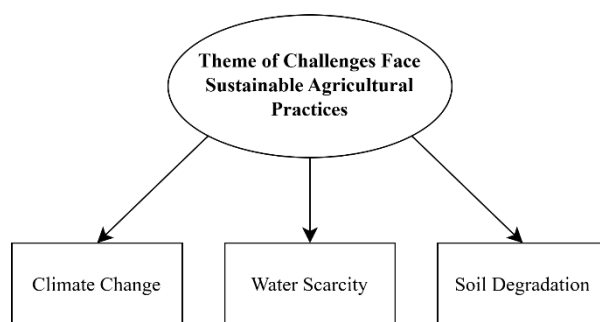 Theme of Challenges Face
Sustainable Agricultural
Practices
Climate Change
Water Scarcity
Soil Degradation